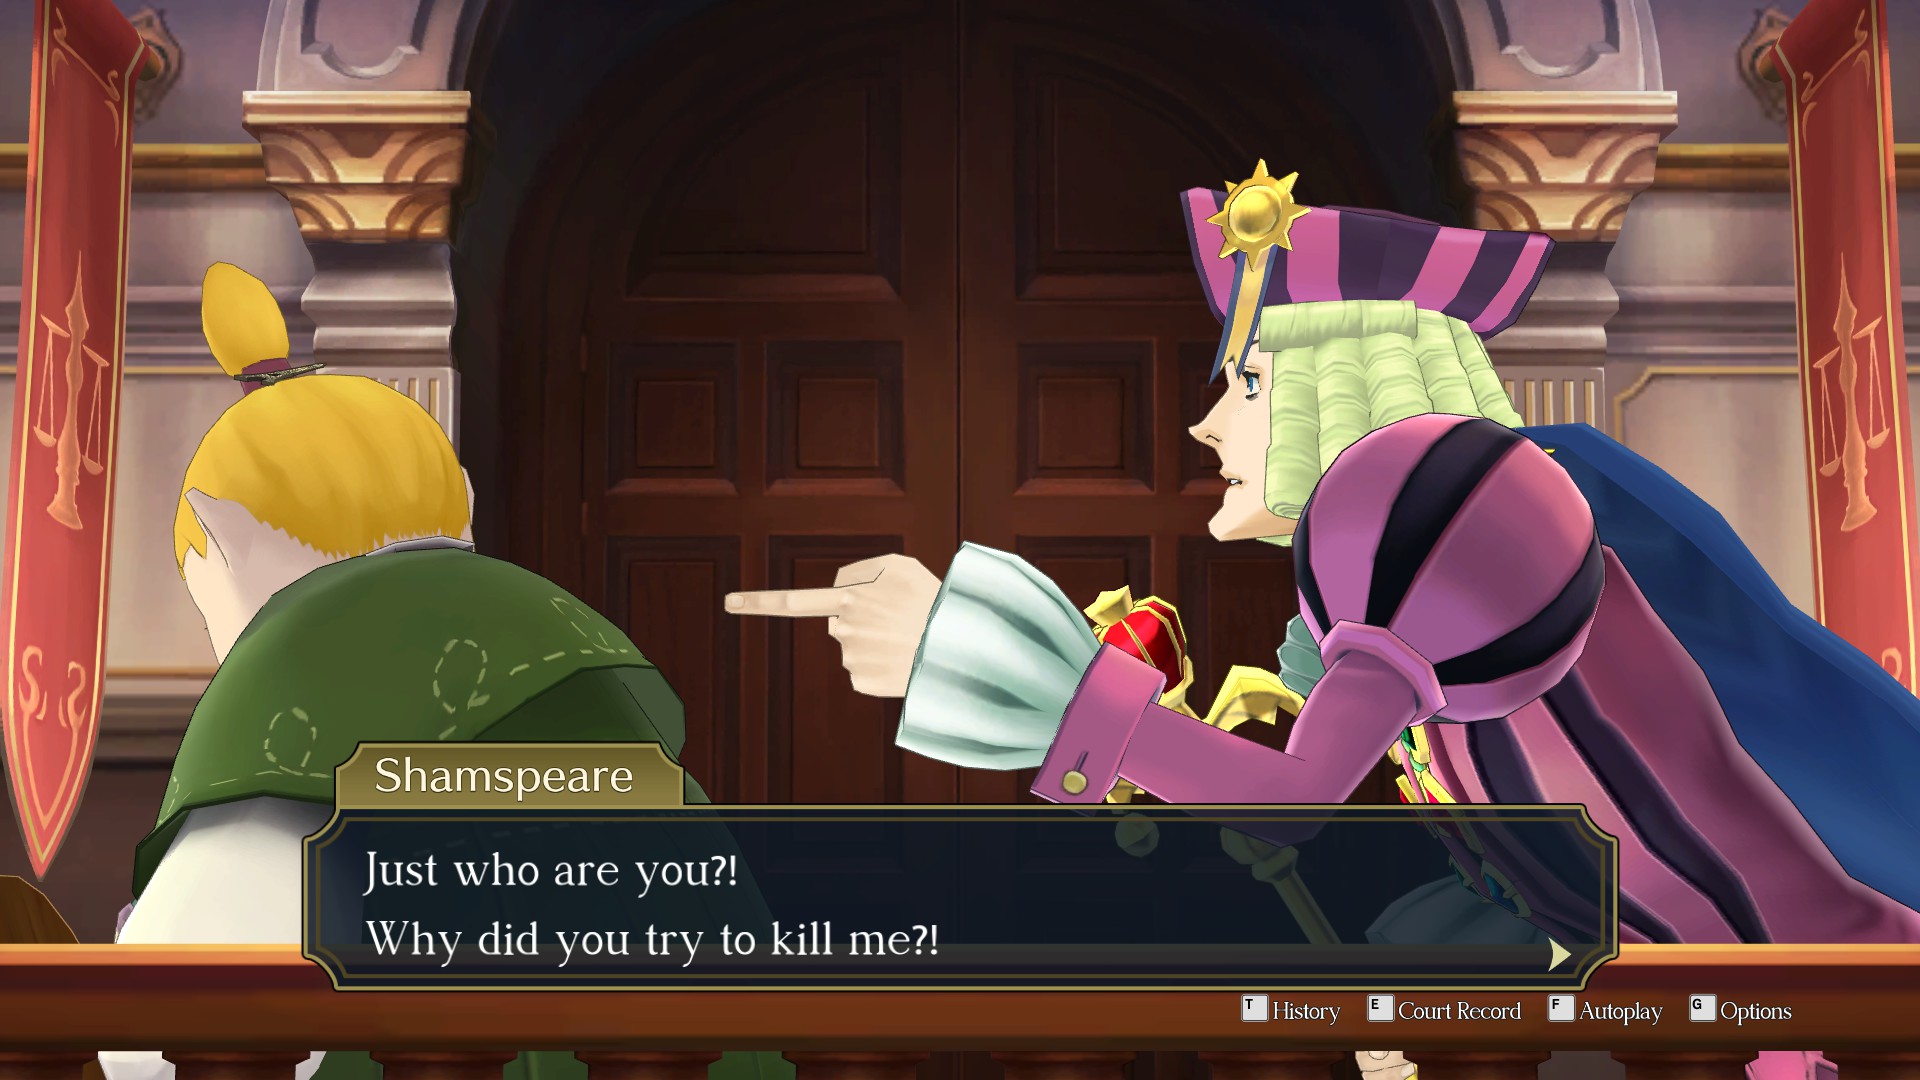 Shamspeare
Just who are you?!
Why did you try to kill me?!
T History E Court Record F Autoplay G Options